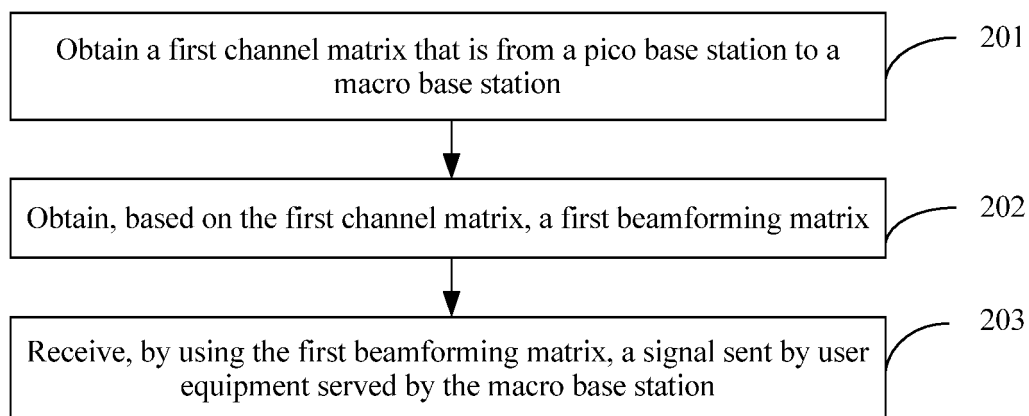 Obtain a first channel matrix that is from a pico base station to a
macro base station
201
Obtain, based on the first channel matrix, a first beamforming matrix
202
Receive, by using the first beamforming matrix, a signal sent by user
equipment served by the macro base station
203